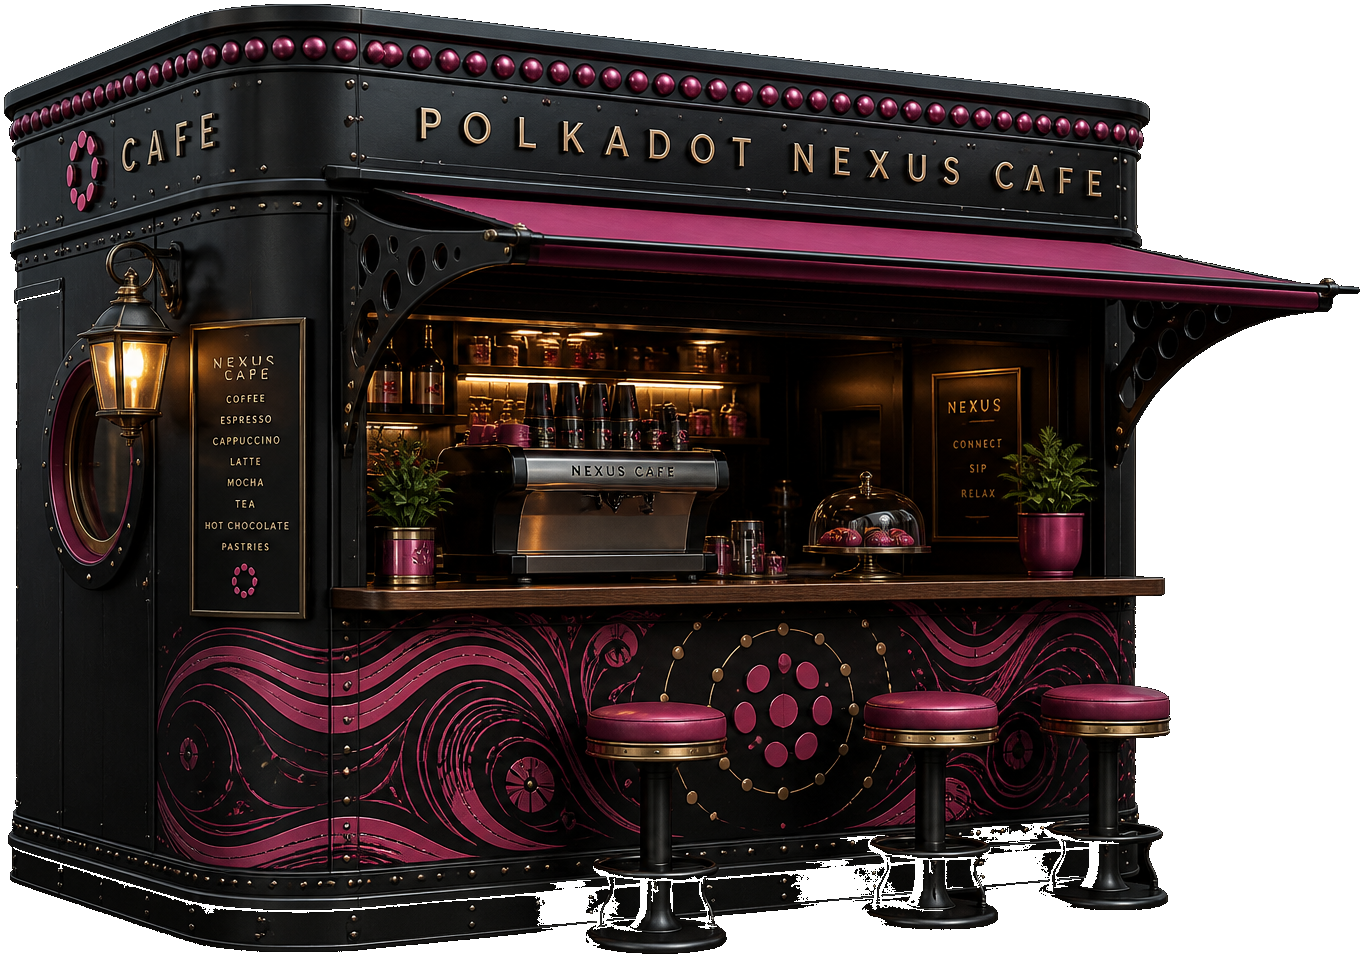 CAFE
POLKADOT NEXUS CAFE
NEXUS
CAFE
COFFEE
ESPRESSO
CAPPUCCINO
LATTE
MOCHA
TEA
HOT CHOCOLATE
PASTRIES
NEXUS CAFE
NEXUS
CONNECT
SIP
RELAX